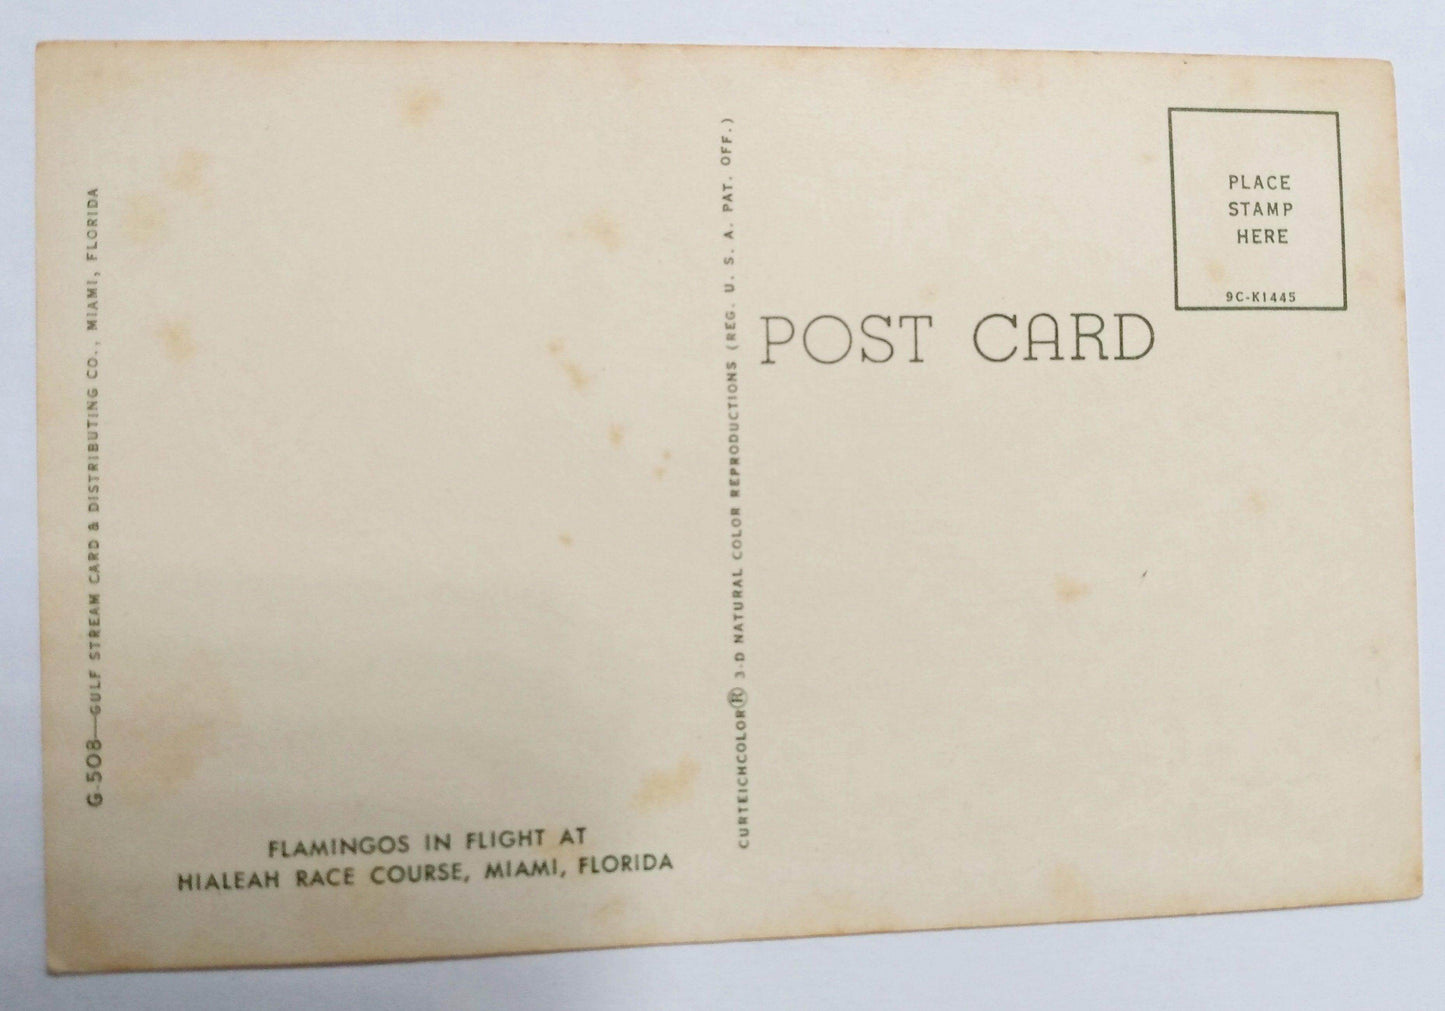 G-508—GULF STREAM CARD & DISTRIBUTING CO., MIAMI, FLORIDA
FLAMINGOS IN FLIGHT AT
HIALEAH RACE COURSE, MIAMI, FLORIDA
CURTEICHCOLOR® 3-D NATURAL COLOR REPRODUCTIONS (REG. U. S. A. PAT. OFF.)
POST CARD
PLACE
STAMP
HERE
9C-K1445